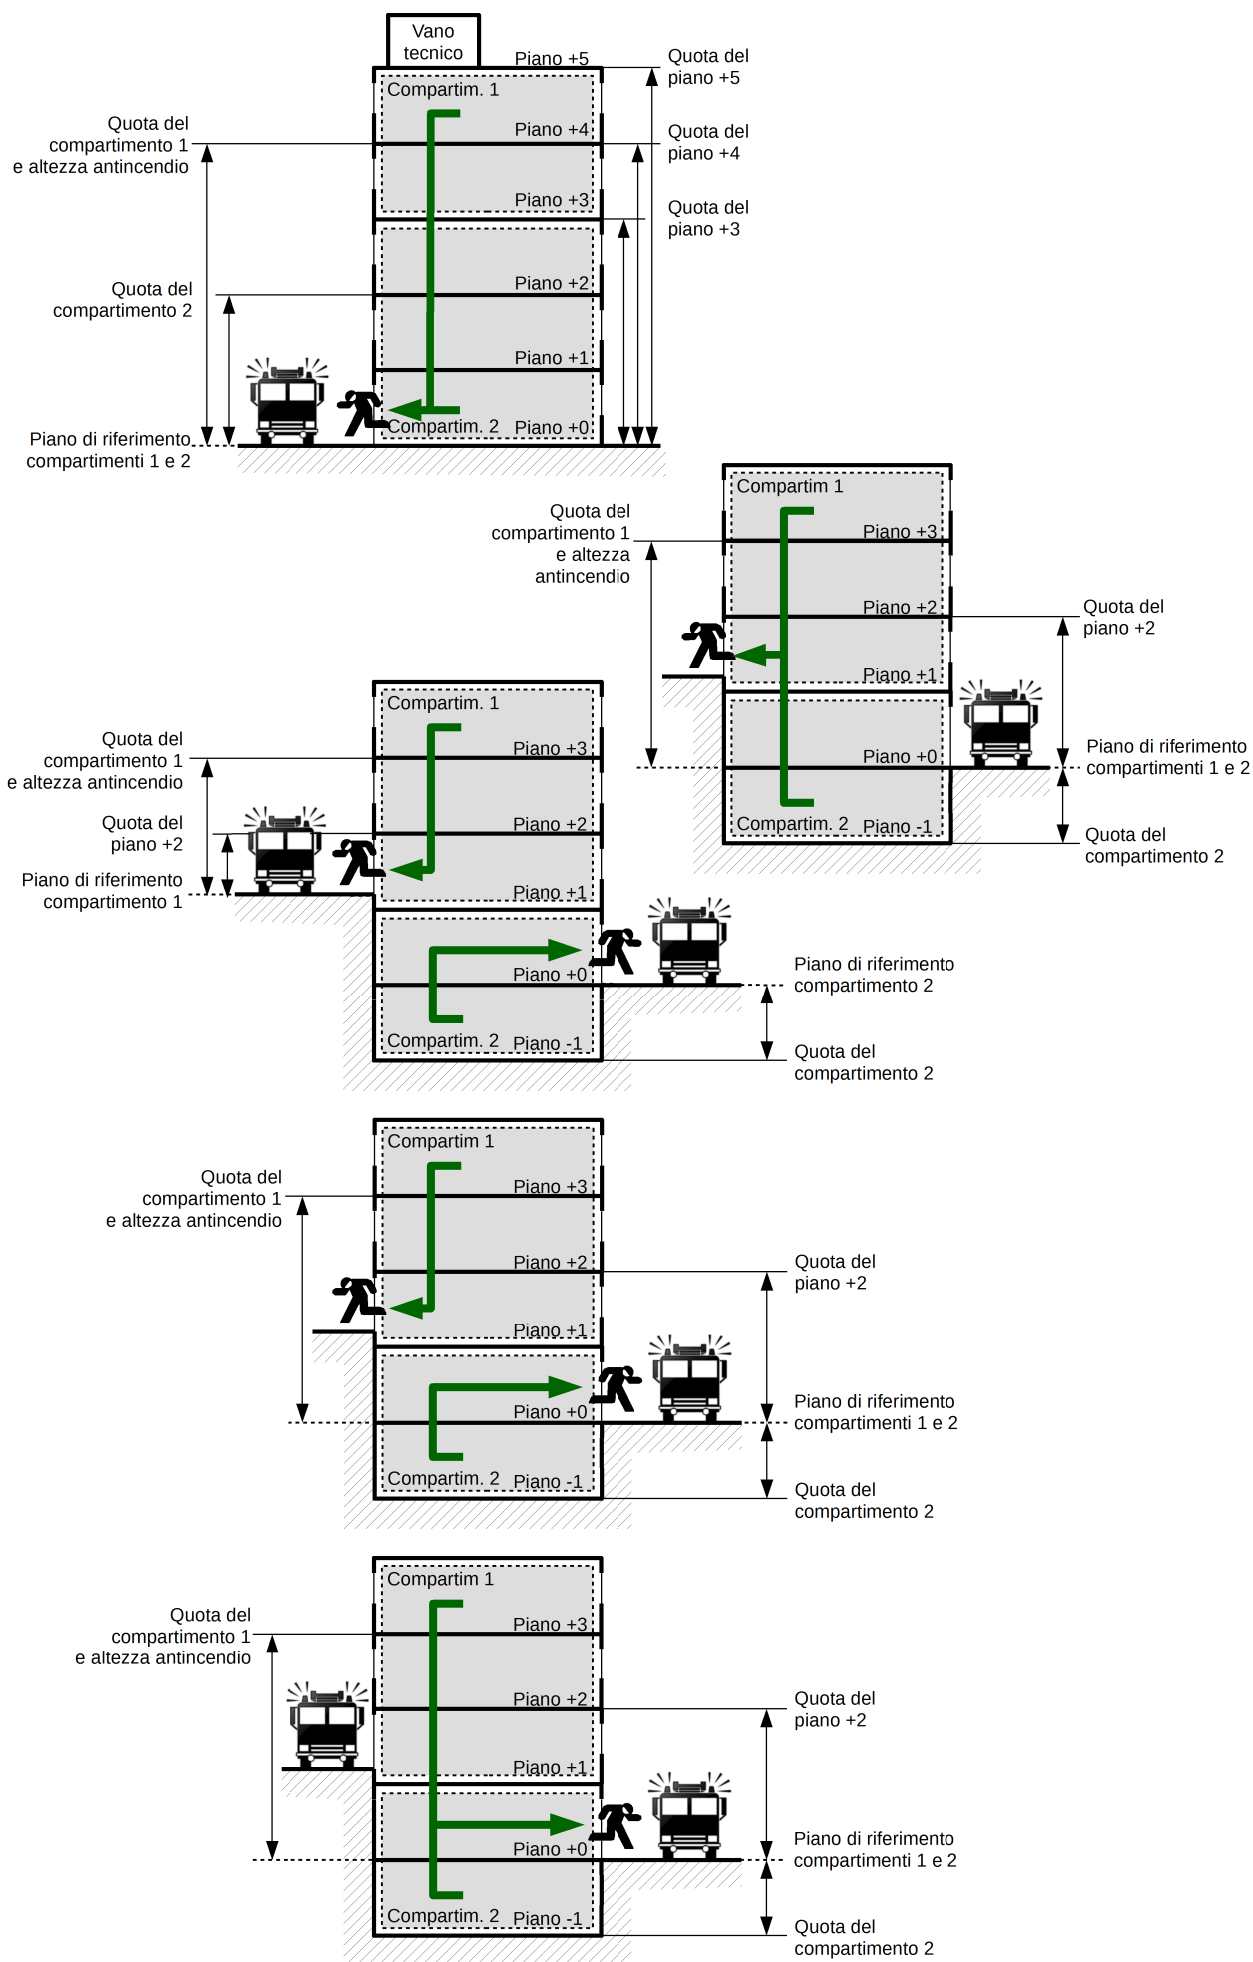 Vano
tecnico
Piano +5
Quota del
piano +5
Compartim. 1
Quota del
compartimento 1
e altezza antincendio
Piano +4
Quota del
piano +4
Piano +3
Quota del
piano +3
Quota del
compartimento 2
Piano +2
Piano +1
Compartim. 2
Piano +0
Piano di riferimento
compartimenti 1 e 2
Compartim 1
Quota del
compartimento 1
e altezza
antincendio
Piano +3
Piano +2
Quota del
piano +2
Piano +1
Piano +0
Piano di riferimento
compartimenti 1 e 2
Compartim. 2
Piano -1
Quota del
compartimento 2
Compartim. 1
Quota del
compartimento 1
e altezza antincendio
Piano +3
Quota del
piano +2
Piano +2
Piano di riferimento
compartimento 1
Piano +1
Piano +0
Piano di riferimento
compartimento 2
Compartim. 2
Piano -1
Quota del
compartimento 2
Compartim 1
Quota del
compartimento 1
e altezza antincendio
Piano +3
Piano +2
Quota del
piano +2
Piano +1
Piano +0
Piano di riferimento
compartimenti 1 e 2
Compartim. 2
Piano -1
Quota del
compartimento 2
Compartim 1
Quota del
compartimento 1
e altezza antincendio
Piano +3
Piano +2
Quota del
piano +2
Piano +1
Piano +0
Piano di riferimento
compartimenti 1 e 2
Compartim. 2
Piano -1
Quota del
compartimento 2